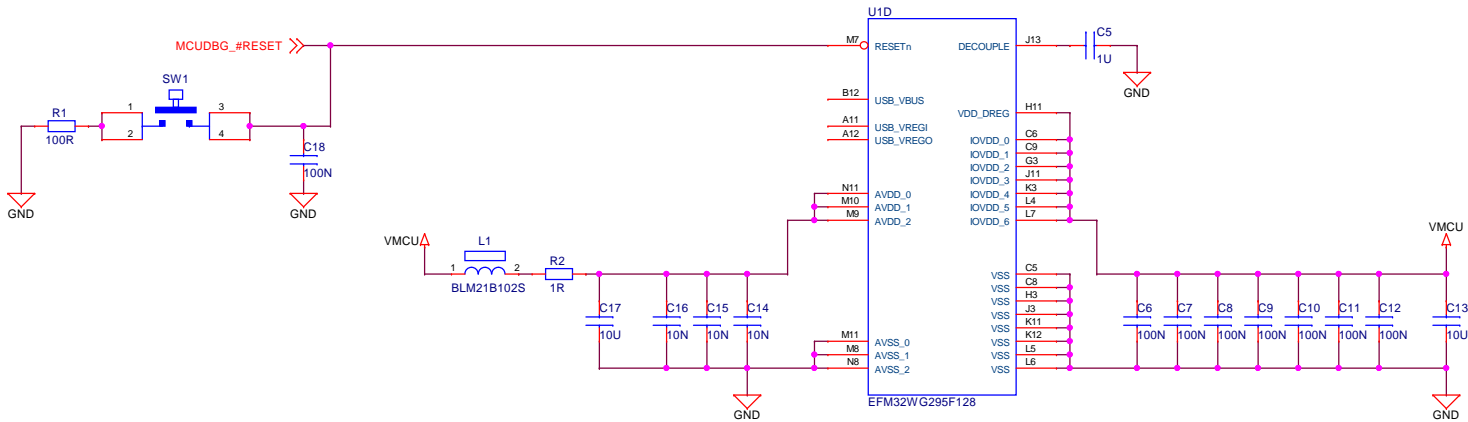 U1D
MCUDBG_#RESET
M7
RESETn
DECOUPLE
J13
C5
1U
GND
SW1
R1
100R
1
2
3
4
C18
100N
GND
GND
B12
USB_VBUS
A11
USB_VREGI
A12
USB_VREGO
VDD_DREG
H11
IOVDD_0
C6
IOVDD_1
C9
IOVDD_2
G3
IOVDD_3
J11
IOVDD_4
K3
IOVDD_5
L4
IOVDD_6
L7
N11
AVDD_0
M10
AVDD_1
M9
AVDD_2
VMCU
L1
1
2
BLM21B102S
R2
1R
C17
10U
C16
10N
C15
10N
C14
10N
VSS
C5
VSS
C8
VSS
H3
VSS
J3
VSS
K11
VSS
K12
VSS
L5
VSS
L6
M11
AVSS_0
M8
AVSS_1
N8
AVSS_2
GND
EFM32WG295F128
VMCU
C6
100N
C7
100N
C8
100N
C9
100N
C10
100N
C11
100N
C12
100N
C13
10U
GND